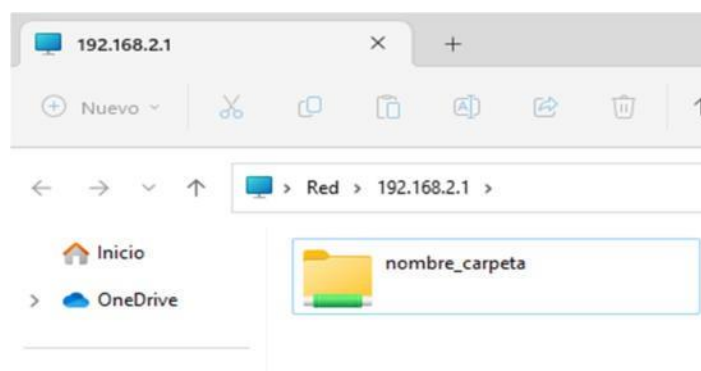 192.168.2.1
Nuevo
Red > 192.168.2.1 >
Inicio
nombre_carpeta
OneDrive